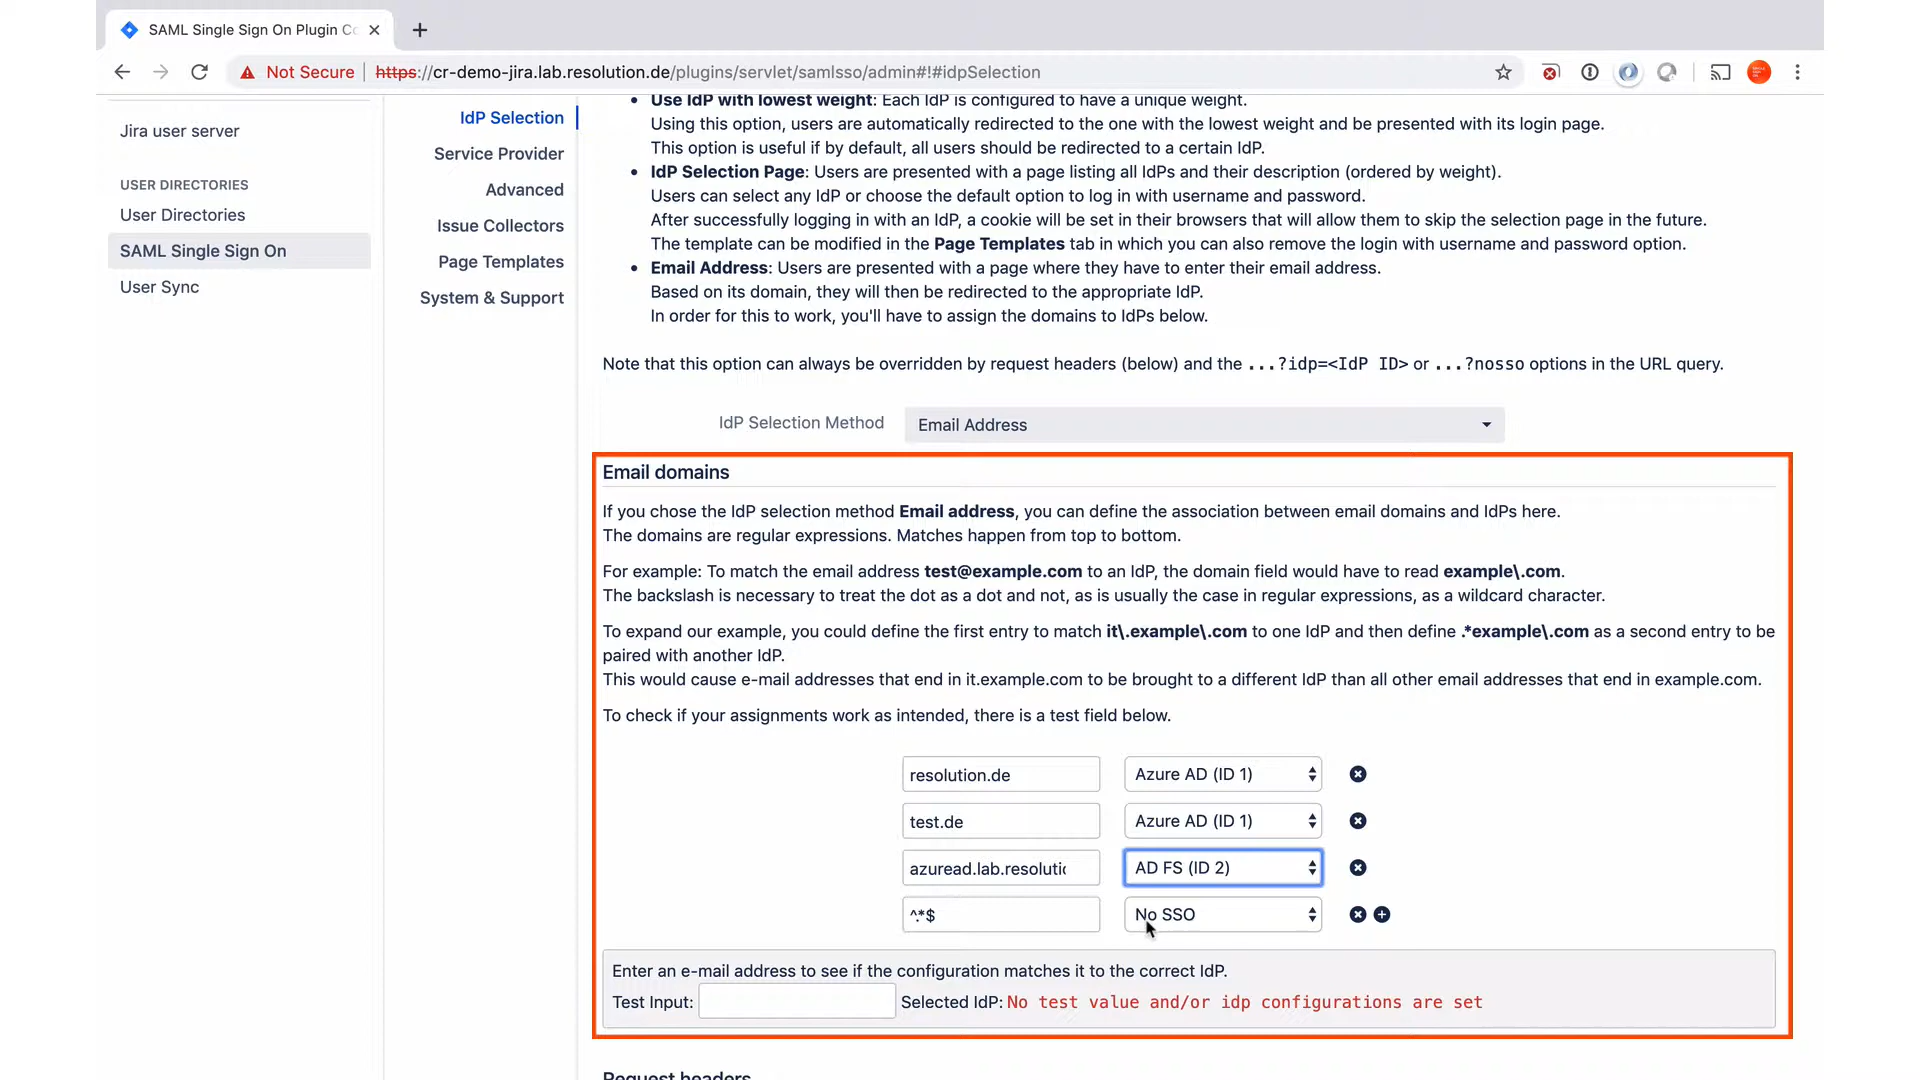 SAML Single Sign On Plugin Co
Not Secure | https://cr-demo-jira.lab.resolution.de/plugins/servlet/samlsso/admin#!#idpSelection
Jira user server
USER DIRECTORIES
User Directories
SAML Single Sign On
User Sync
IdP Selection
Service Provider
Advanced
Issue Collectors
Page Templates
System & Support
• Use IdP with lowest weight: Each IdP is configured to have a unique weight.
Using this option, users are automatically redirected to the one with the lowest weight and be presented with its login page.
This option is useful if by default, all users should be redirected to a certain IdP.
• IdP Selection Page: Users are presented with a page listing all IdPs and their description (ordered by weight).
Users can select any IdP or choose the default option to log in with username and password.
After successfully logging in with an IdP, a cookie will be set in their browsers that will allow them to skip the selection page in the future.
The template can be modified in the Page Templates tab in which you can also remove the login with username and password option.
• Email Address: Users are presented with a page where they have to enter their email address.
Based on its domain, they will then be redirected to the appropriate IdP.
In order for this to work, you'll have to assign the domains to IdPs below.
Note that this option can always be overridden by request headers (below) and the ...?idp=<IdP ID> or ...?nosso options in the URL query.
IdP Selection Method Email Address
Email domains
If you chose the IdP selection method Email address, you can define the association between email domains and IdPs here.
The domains are regular expressions. Matches happen from top to bottom.
For example: To match the email address test@example.com to an IdP, the domain field would have to read example\.com.
The backslash is necessary to treat the dot as a dot and not, as is usually the case in regular expressions, as a wildcard character.
To expand our example, you could define the first entry to match it\.example\.com to one IdP and then define .*example\.com as a second entry to be
paired with another IdP.
This would cause e-mail addresses that end in it.example.com to be brought to a different IdP than all other email addresses that end in example.com.
To check if your assignments work as intended, there is a test field below.
resolution.de Azure AD (ID 1)
test.de Azure AD (ID 1)
azuread.lab.resolutic AD FS (ID 2)
^.*$ No SSO
Enter an e-mail address to see if the configuration matches it to the correct IdP.
Test Input: Selected IdP: No test value and/or idp configurations are set
Request headers